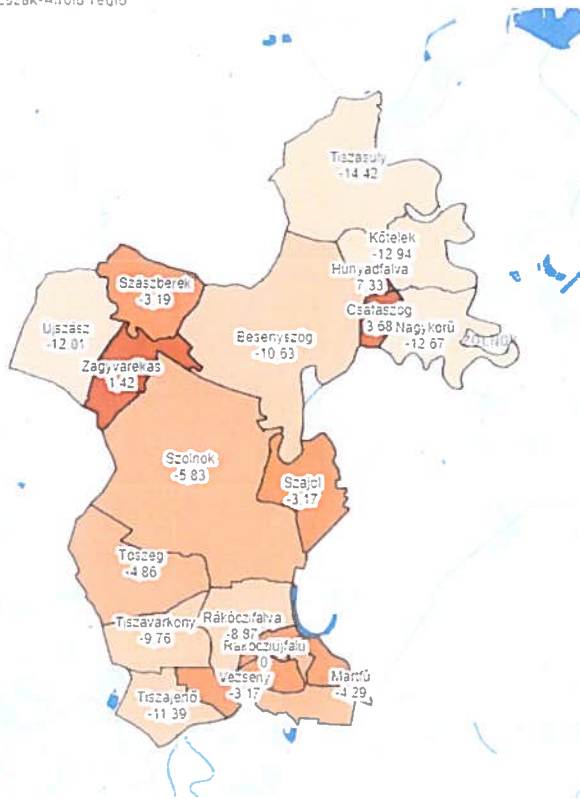 Tiszasüly
-14.42
Kőtelek
-12.94
Hunyadfalva
7.33
Szászberek
-3.19
Csataszög
3.68
Nagykörű
-12.67
Újszász
-12.01
Besenyszög
-10.63
Zagyvarékas
1.42
Szolnok
-5.83
Szajol
-3.17
Tószeg
-4.86
Tiszavárkony
-9.76
Rákóczifalva
-8.87
Rákócziújfalu
0
Vezseny
-3.17
Martfű
-4.29
Tiszajenő
-11.39